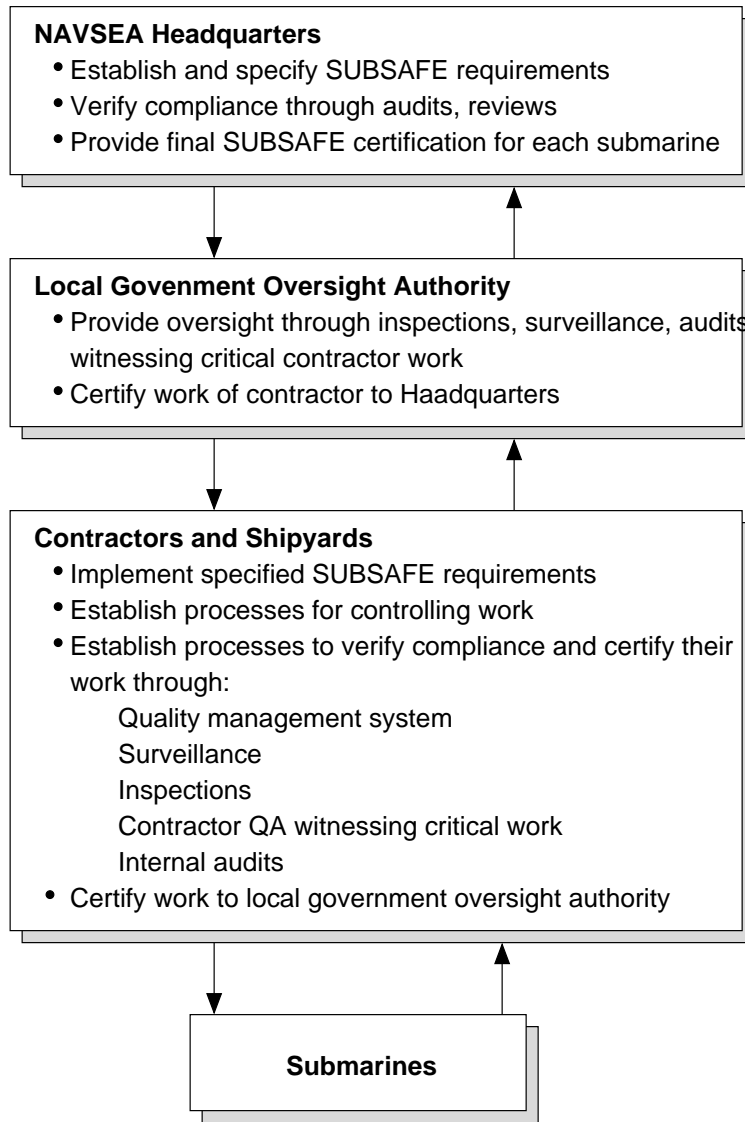 NAVSEA Headquarters
• Establish and specify SUBSAFE requirements
• Verify compliance through audits, reviews
• Provide final SUBSAFE certification for each submarine
Local Govenment Oversight Authority
• Provide oversight through inspections, surveillance, audits
witnessing critical contractor work
• Certify work of contractor to Haadquarters
Contractors and Shipyards
• Implement specified SUBSAFE requirements
• Establish processes for controlling work
• Establish processes to verify compliance and certify their
work through:
Quality management system
Surveillance
Inspections
Contractor QA witnessing critical work
Internal audits
• Certify work to local government oversight authority
Submarines